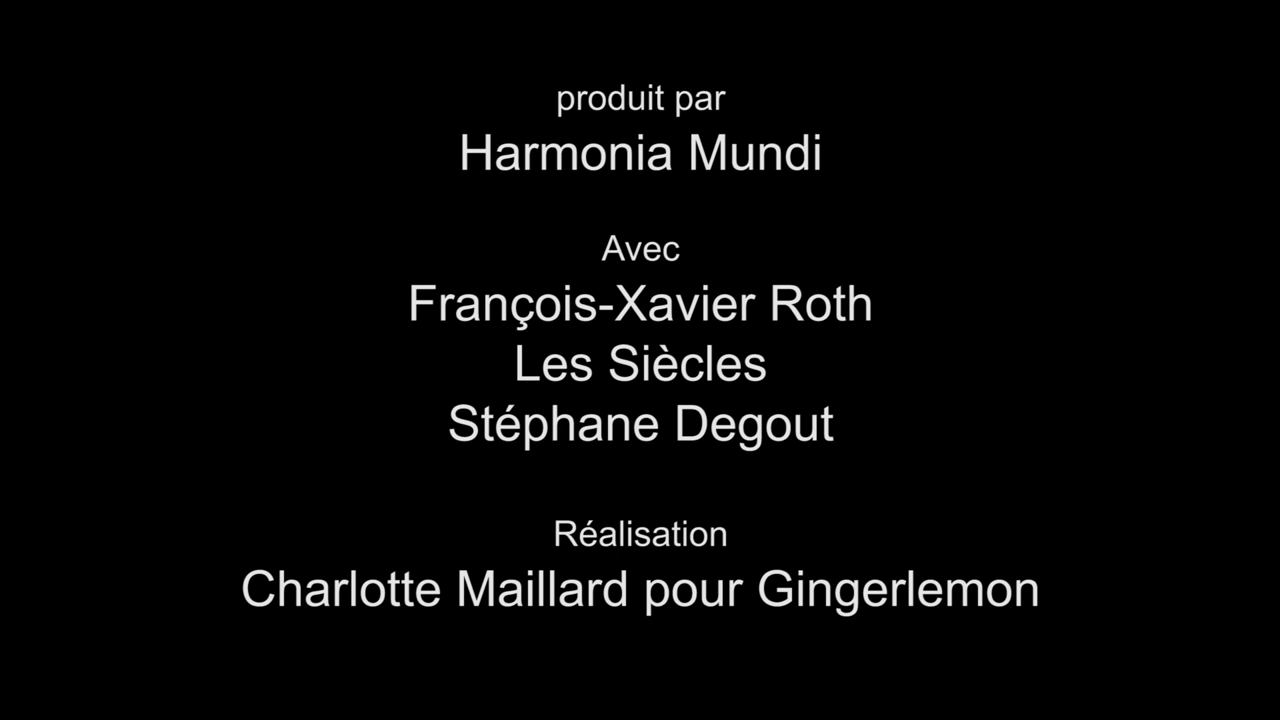 produit par
Harmonia Mundi
Avec
François-Xavier Roth
Les Siècles
Stéphane Degout
Réalisation
Charlotte Maillard pour Gingerlemon